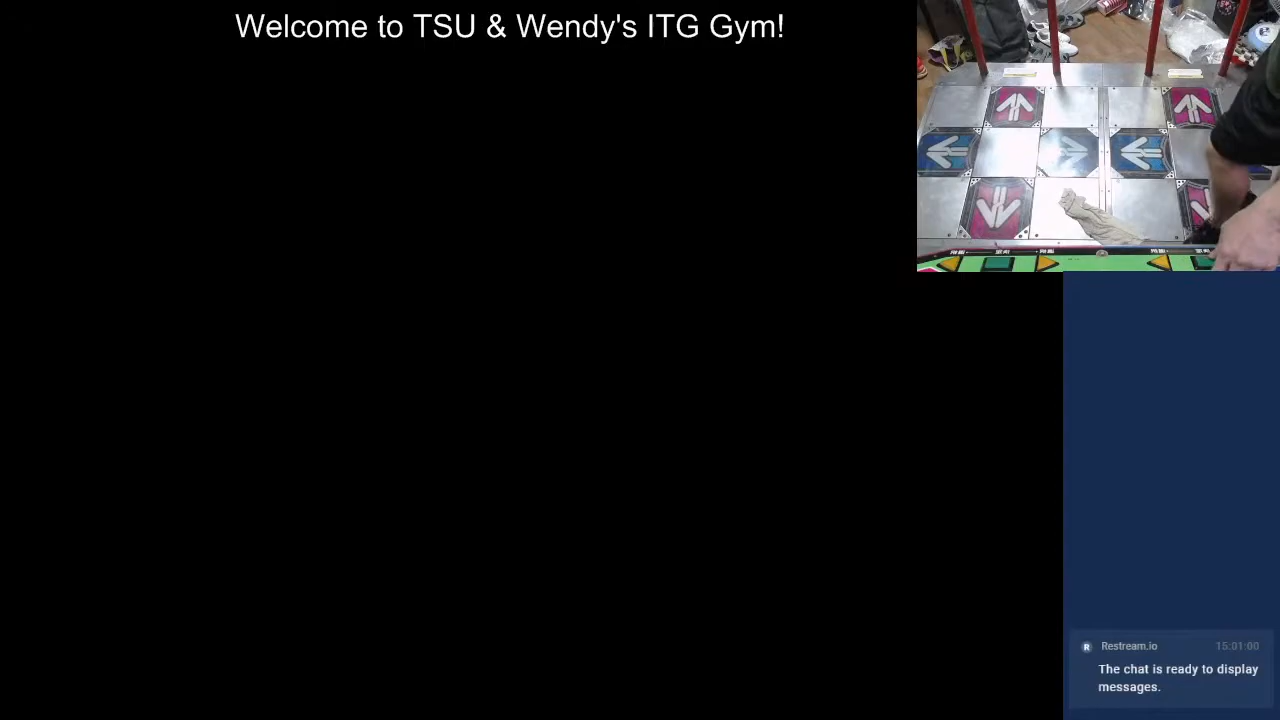 Welcome to TSU & Wendy's ITG Gym!
Restream.io 15:01:00
The chat is ready to display
messages.